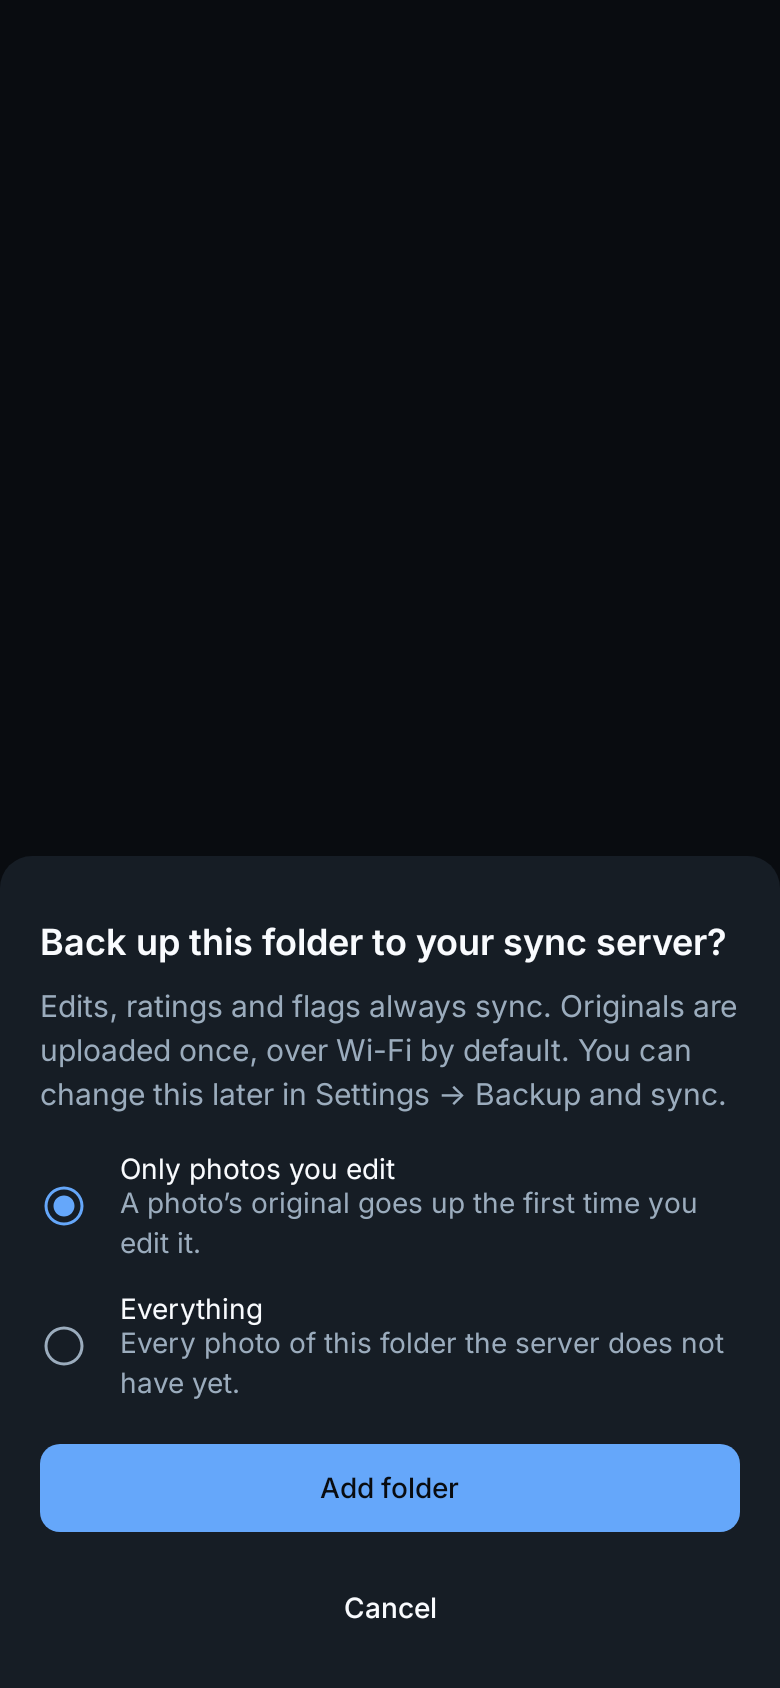 Back up this folder to your sync server?
Edits, ratings and flags always sync. Originals are
uploaded once, over Wi-Fi by default. You can
change this later in Settings → Backup and sync.
Only photos you edit
A photo’s original goes up the first time you
edit it.
Everything
Every photo of this folder the server does not
have yet.
Add folder
Cancel